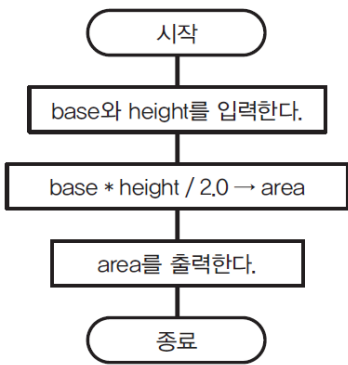 시작
base와 height를 입력한다.
base * height / 2.0 → area
area를 출력한다.
종료